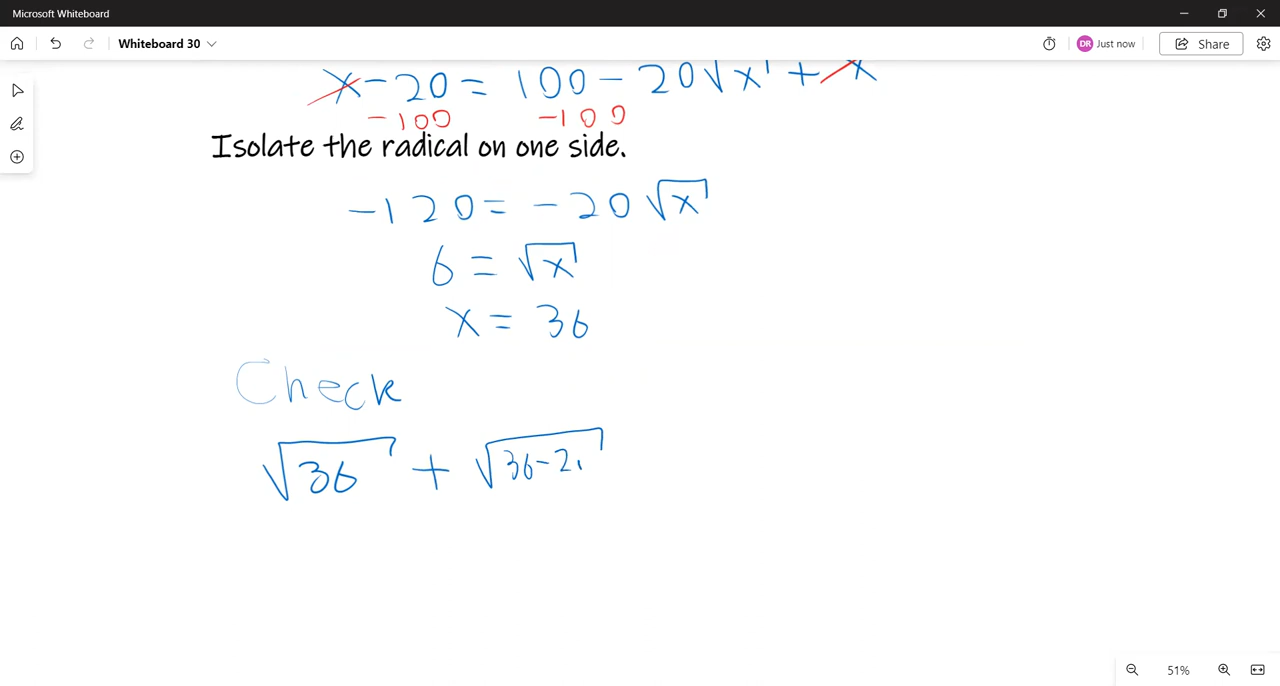 Microsoft Whiteboard
Whiteboard 30
DR Just now
Share
x - 20 = 100 - 20√x + x
-100 -100
Isolate the radical on one side.
-120 = -20√x
6 = √x
x = 36
Check
√36 + √36-2
51%